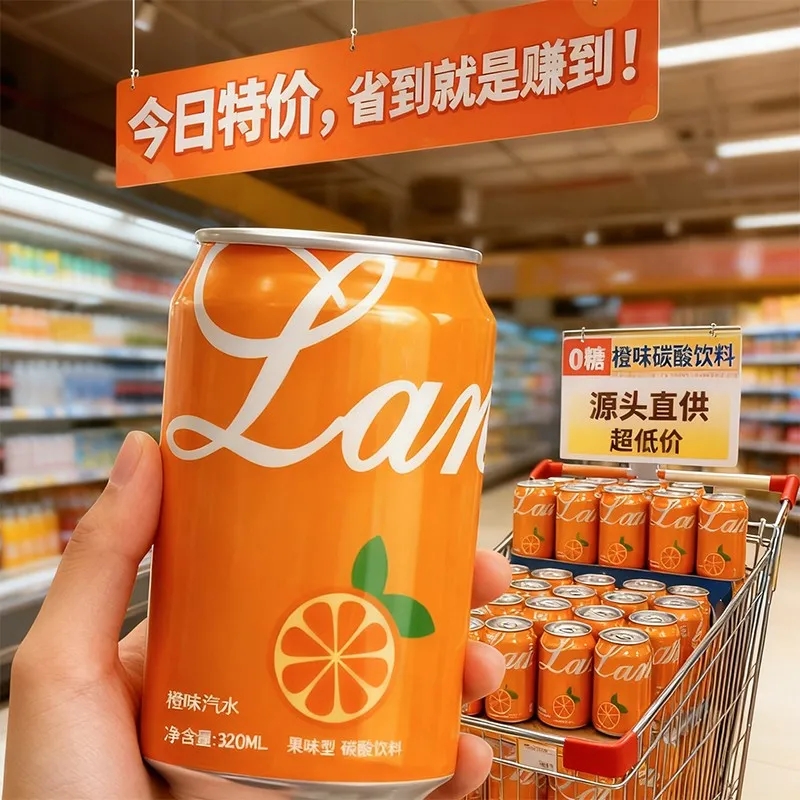 今日特价，省到就是赚到！
Lan
0糖 橙味碳酸饮料
源头直供
超低价
橙味汽水
净含量:320ML 果味型 碳酸饮料